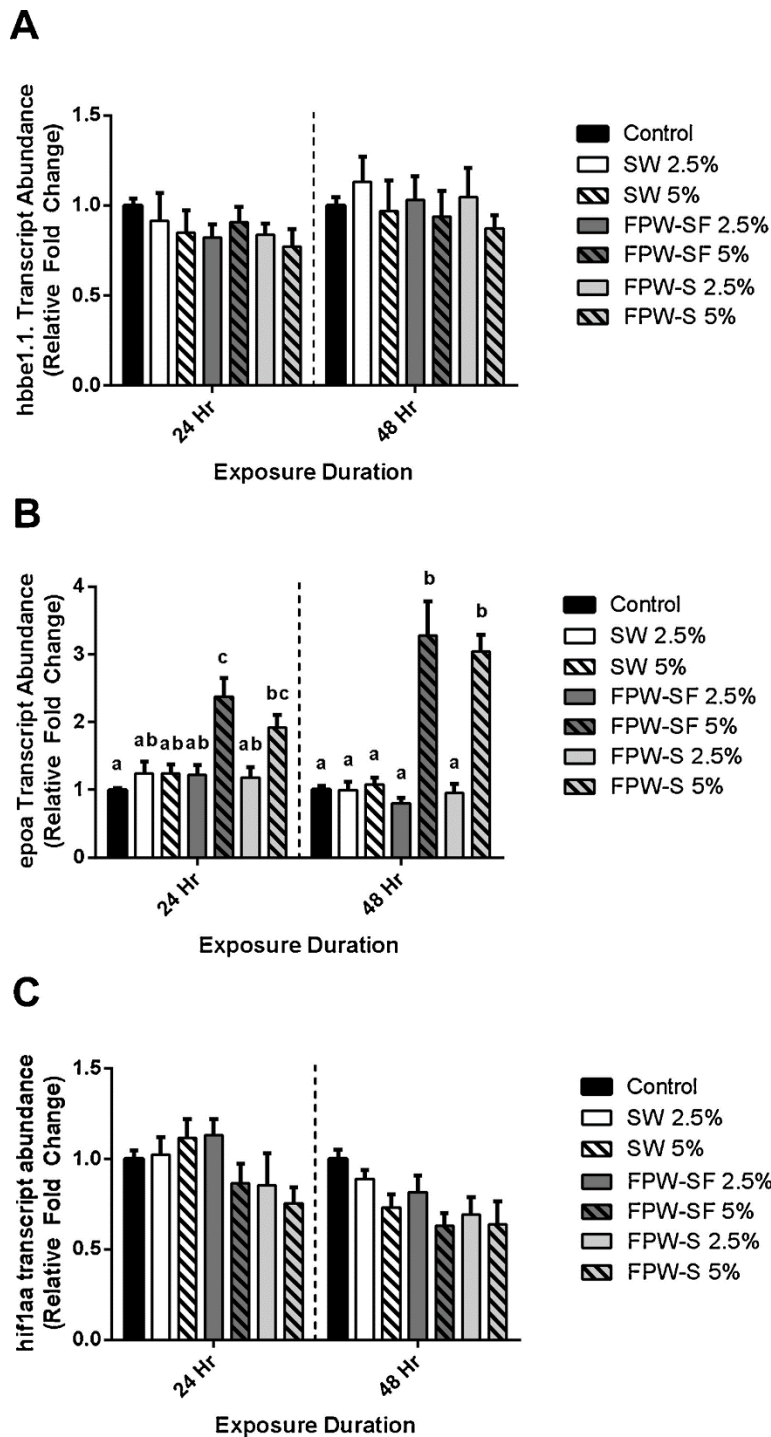 A
hbbe1.1. Transcript Abundance
(Relative Fold Change)
1.5
1.0
0.5
0.0
24 Hr
48 Hr
Exposure Duration
Control
SW 2.5%
SW 5%
FPW-SF 2.5%
FPW-SF 5%
FPW-S 2.5%
FPW-S 5%
B
epoa Transcript Abundance
(Relative Fold Change)
4
3
2
1
0
a
ab
ab
ab
c
ab
bc
a
a
a
a
b
a
b
24 Hr
48 Hr
Exposure Duration
Control
SW 2.5%
SW 5%
FPW-SF 2.5%
FPW-SF 5%
FPW-S 2.5%
FPW-S 5%
C
hif1aa transcript abundance
(Relative Fold Change)
1.5
1.0
0.5
0.0
24 Hr
48 Hr
Exposure Duration
Control
SW 2.5%
SW 5%
FPW-SF 2.5%
FPW-SF 5%
FPW-S 2.5%
FPW-S 5%